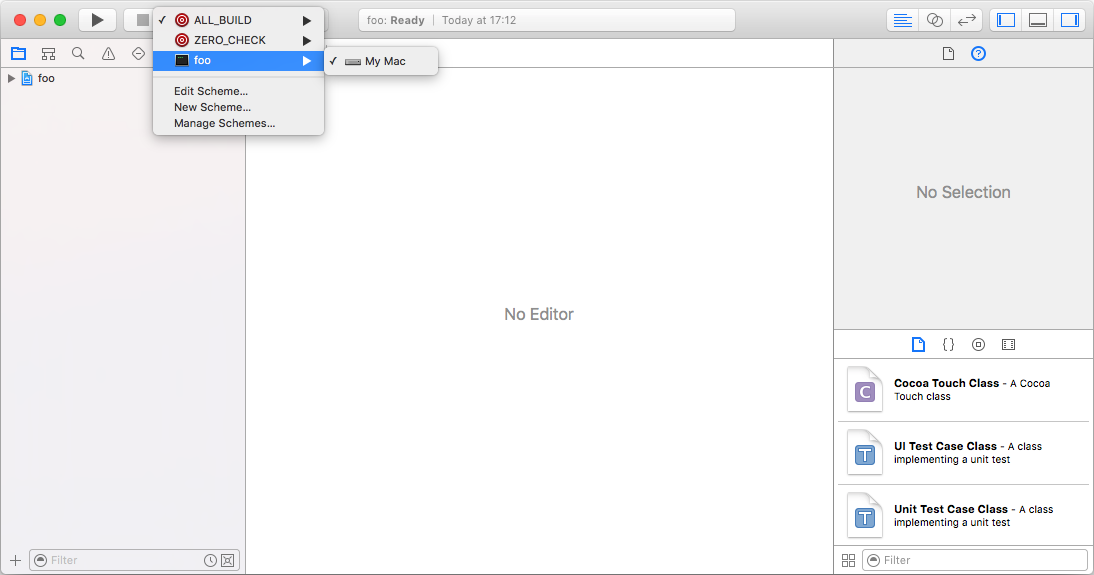 ALL_BUILD
foo: Ready | Today at 17:12
ZERO_CHECK
foo
My Mac
foo
Edit Scheme...
New Scheme...
Manage Schemes...
No Selection
No Editor
{}
C
Cocoa Touch Class - A Cocoa
Touch class
T
UI Test Case Class - A class
implementing a unit test
T
Unit Test Case Class - A class
implementing a unit test
Filter
Filter